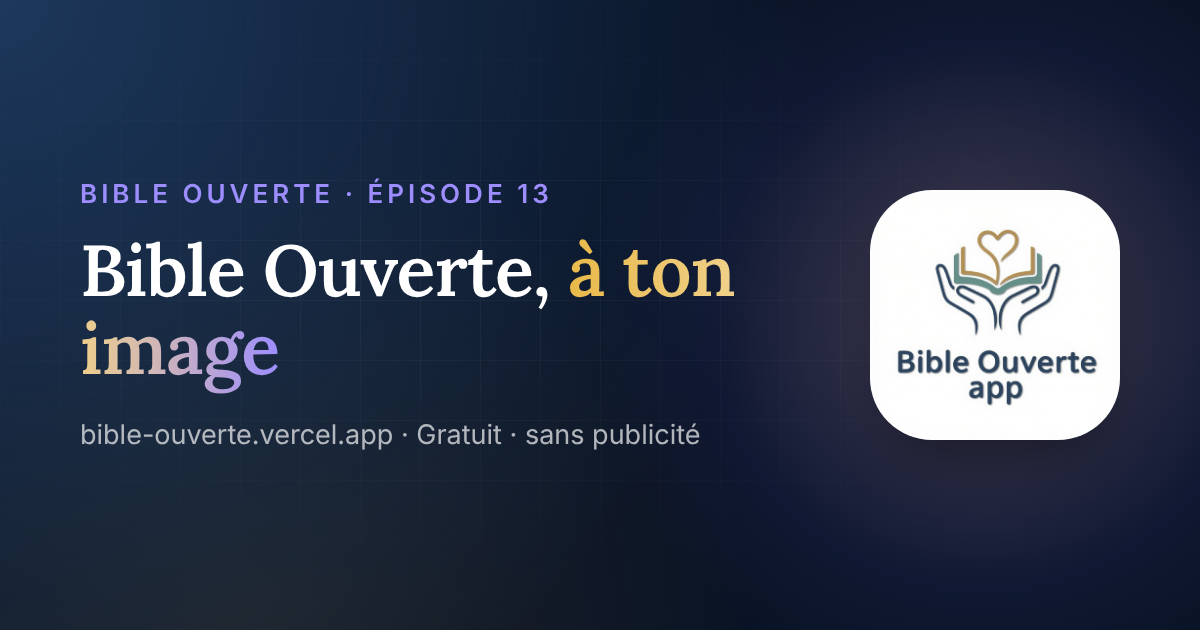 BIBLE OUVERTE · ÉPISODE 13
Bible Ouverte, à ton
image
bible-ouverte.vercel.app · Gratuit · sans publicité
Bible Ouverte
app